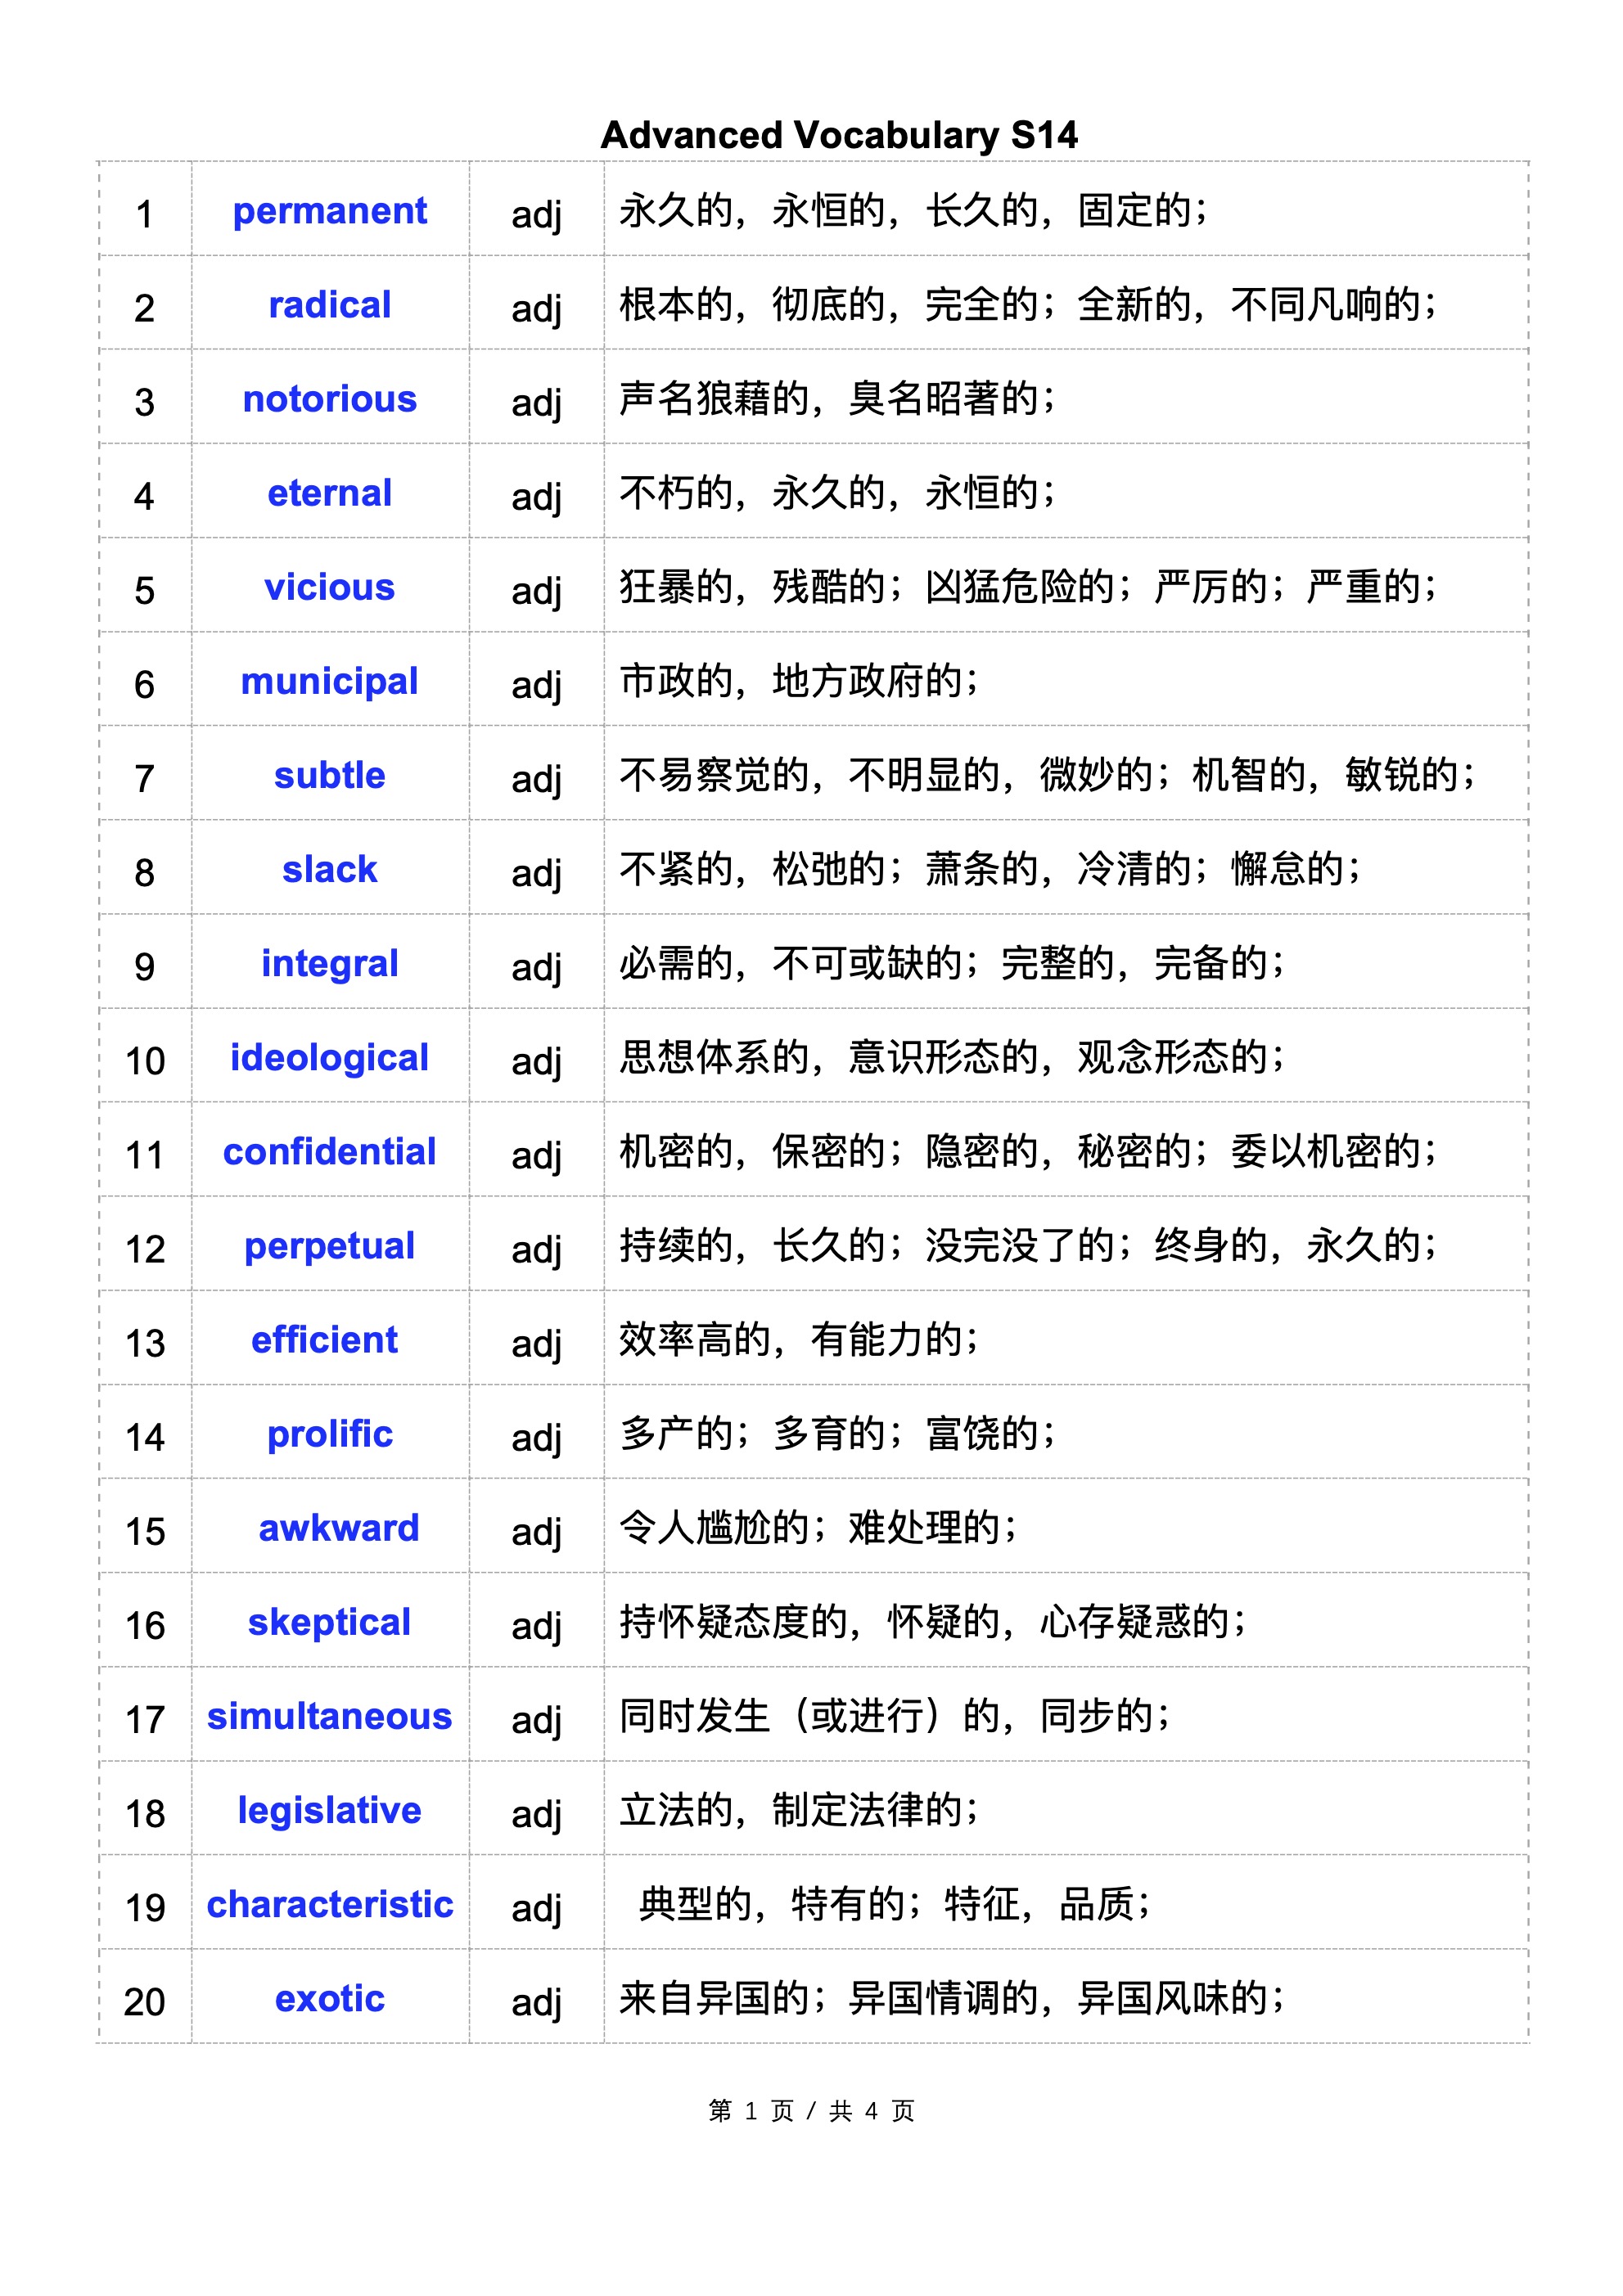 Advanced Vocabulary S14
1 permanent adj 永久的，永恒的，长久的，固定的；
2 radical adj 根本的，彻底的，完全的；全新的，不同凡响的；
3 notorious adj 声名狼藉的，臭名昭著的；
4 eternal adj 不朽的，永久的，永恒的；
5 vicious adj 狂暴的，残酷的；凶猛危险的；严厉的；严重的；
6 municipal adj 市政的，地方政府的；
7 subtle adj 不易察觉的，不明显的，微妙的；机智的，敏锐的；
8 slack adj 不紧的，松弛的；萧条的，冷清的；懈怠的；
9 integral adj 必需的，不可或缺的；完整的，完备的；
10 ideological adj 思想体系的，意识形态的，观念形态的；
11 confidential adj 机密的，保密的；隐密的，秘密的；委以机密的；
12 perpetual adj 持续的，长久的；没完没了的；终身的，永久的；
13 efficient adj 效率高的，有能力的；
14 prolific adj 多产的；多育的；富饶的；
15 awkward adj 令人尴尬的；难处理的；
16 skeptical adj 持怀疑态度的，怀疑的，心存疑惑的；
17 simultaneous adj 同时发生（或进行）的，同步的；
18 legislative adj 立法的，制定法律的；
19 characteristic adj 典型的，特有的；特征，品质；
20 exotic adj 来自异国的；异国情调的，异国风味的；
第 1 页 / 共 4 页